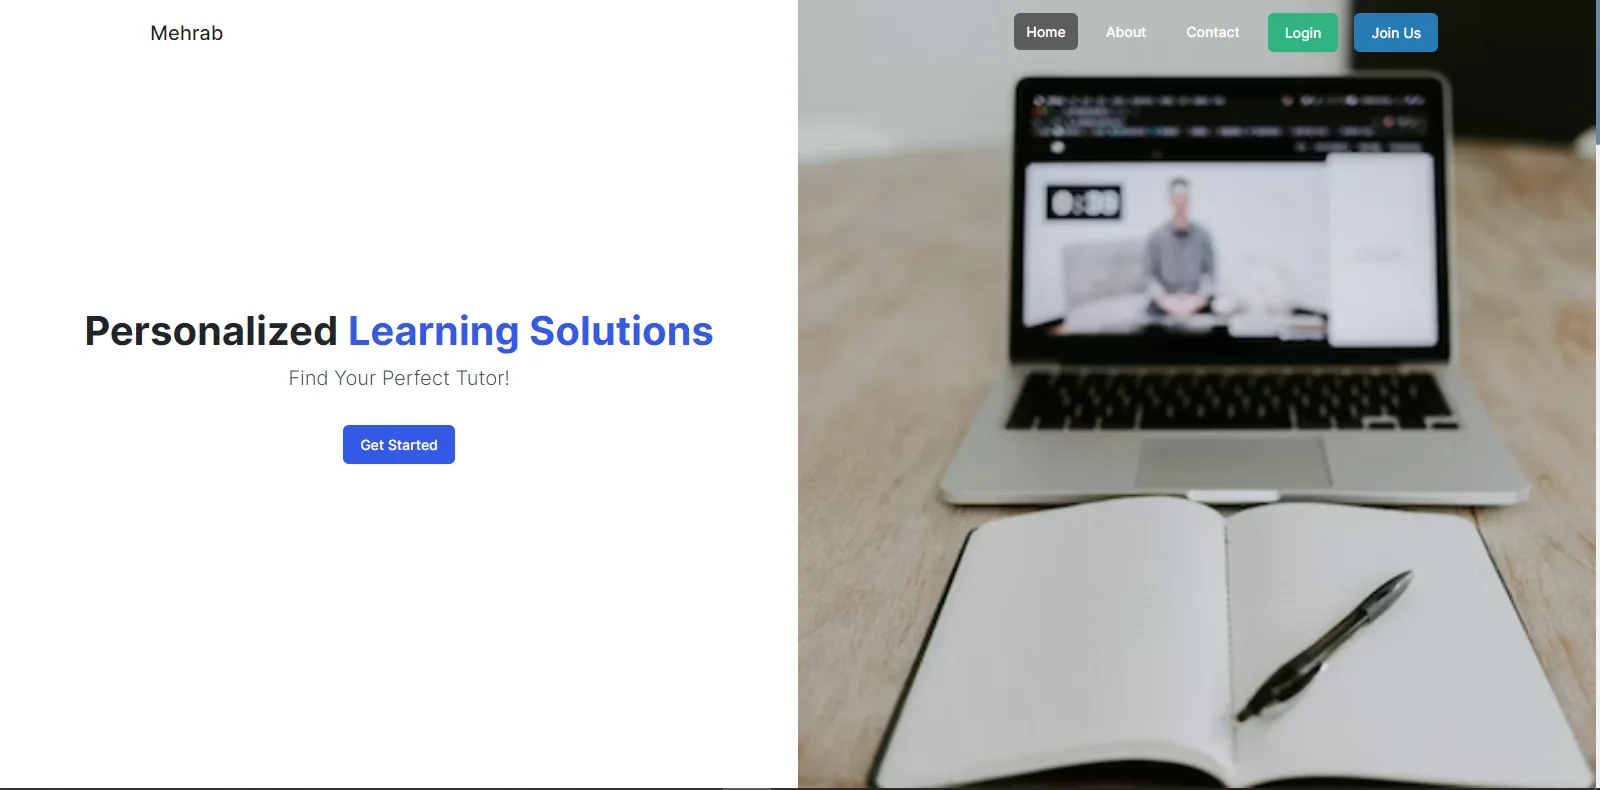 Mehrab
Home About Contact Login Join Us
Personalized Learning Solutions
Find Your Perfect Tutor!
Get Started